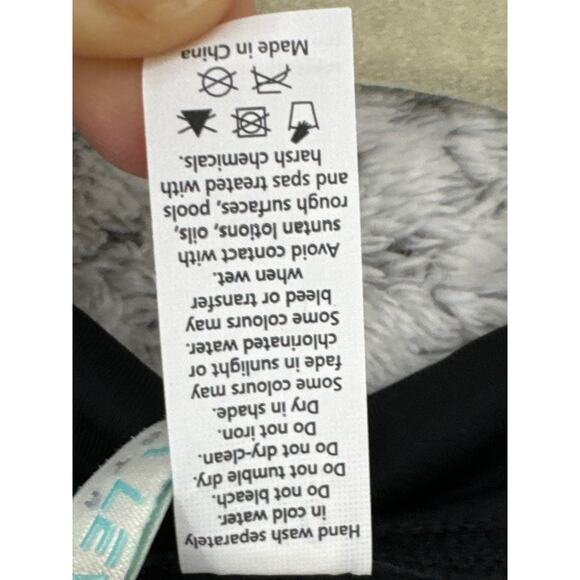 Hand wash separately
in cold water.
Do not bleach.
Do not tumble dry.
Do not dry-clean.
Do not iron.
Dry in shade.
Some colours may
fade in sunlight or
chlorinated water.
Some colours may
bleed or transfer
when wet.
Avoid contact with
suntan lotions, oils,
rough surfaces, pools
and spas treated with
harsh chemicals.
Made in China